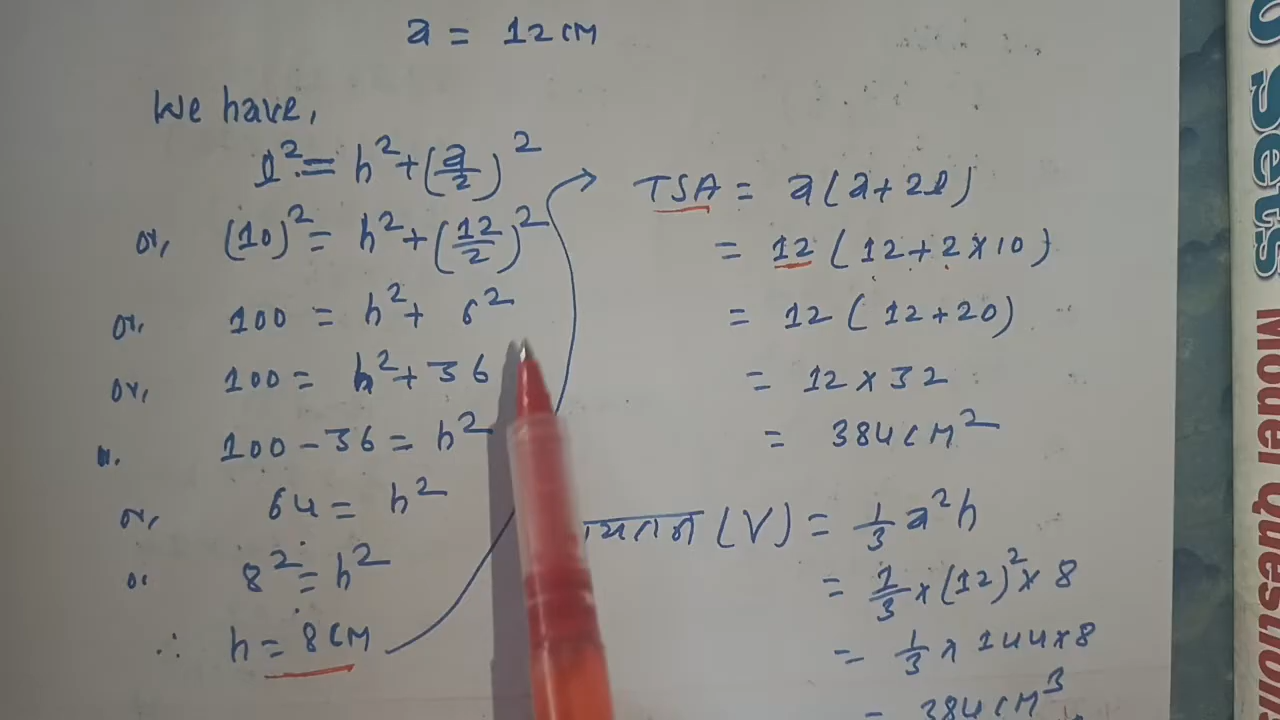 a = 12 cm
We have,
l² = h² + (a/2)²
or, (10)² = h² + (12/2)²
or, 100 = h² + 6²
or, 100 = h² + 36
100 - 36 = h²
or, 64 = h²
or 8² = h²
∴ h = 8 cm
TSA = a (a + 2l)
= 12 (12 + 2 × 10)
= 12 (12 + 20)
= 12 × 32
= 384 cm²
(V) = 1/3 a² h
= 1/3 × (12)² × 8
= 1/3 × 144 × 8
= 384 cm³
Sets Model Question